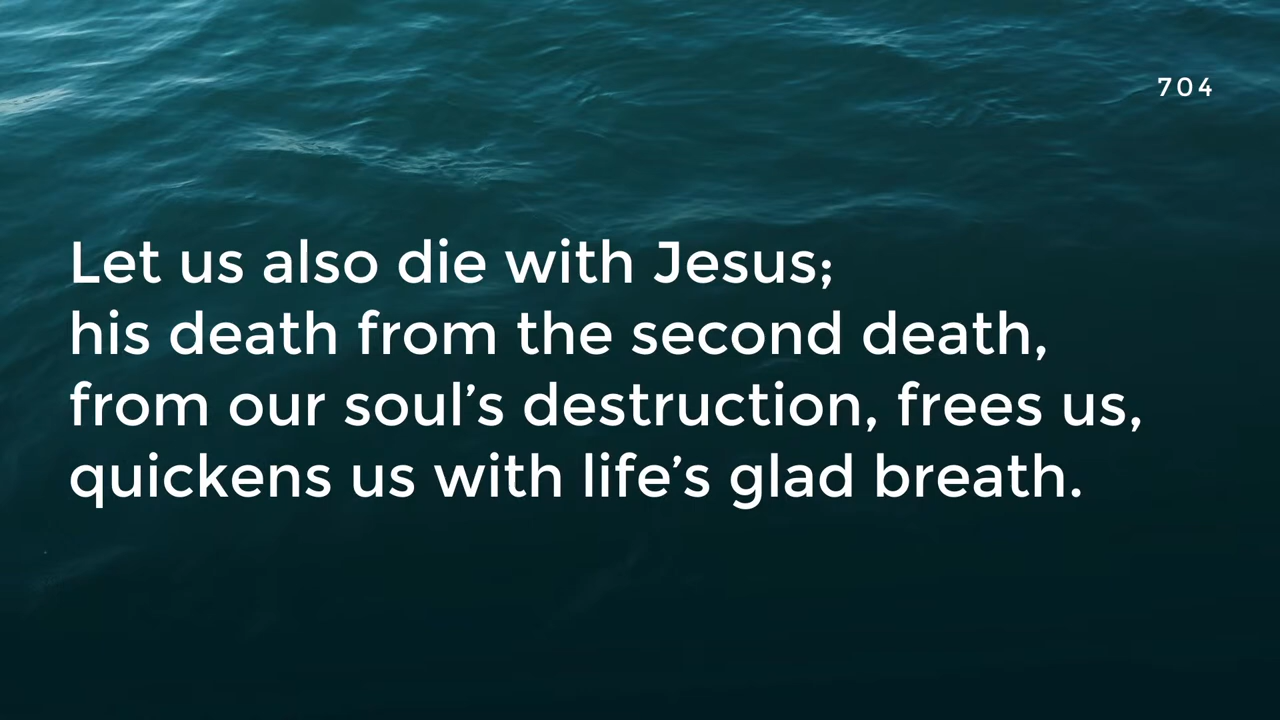 704
Let us also die with Jesus;
his death from the second death,
from our soul’s destruction, frees us,
quickens us with life’s glad breath.